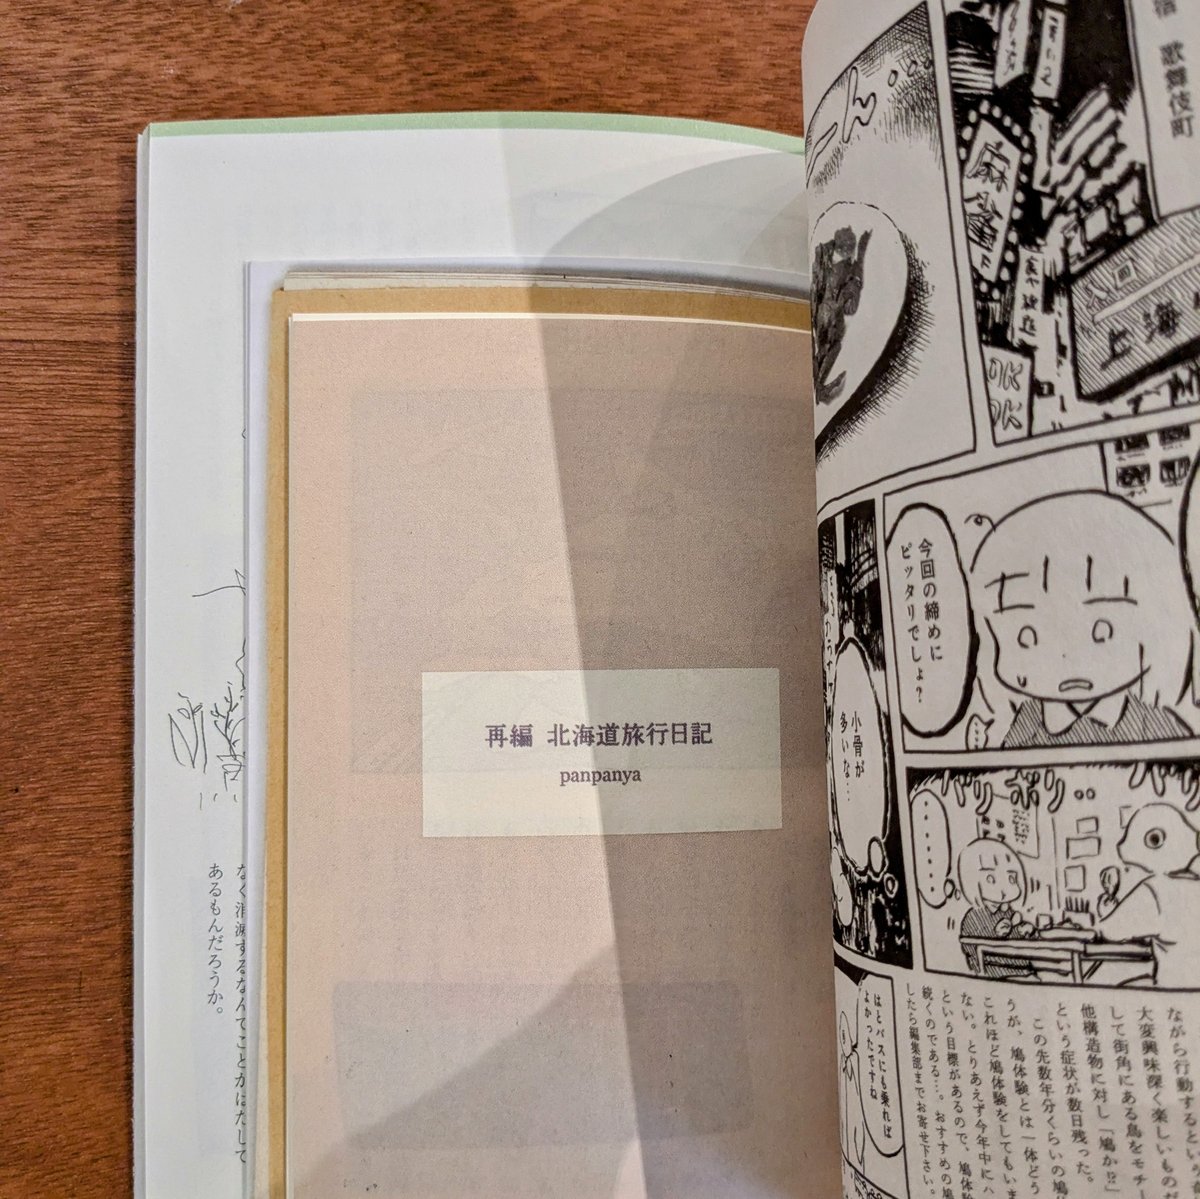 再編 北海道旅行日記
panpanya
歌舞伎町
麻雀
上海
今回の締めに
ピッタリでしょ？
小骨が
多いな…
バリ ボリ‥
はとバスにも乗れば
よかったですね
ながら行動するという
大変興味深く楽しいものだ
して街角にある鳥をモチ
他構造物に対し「鳩か!?」
という症状が数日残った。
この先数年分くらいの鳩
うが、鳩体験とは一体どう
これほど鳩体験をしてもいま
ない。とりあえず今年中にハ
という目標があるので、鳩体験
続くのである…。おすすめの鳩
したら編集部までお寄せ下さい。
なく消滅するなんてことがはたして
あるもんだろうか。